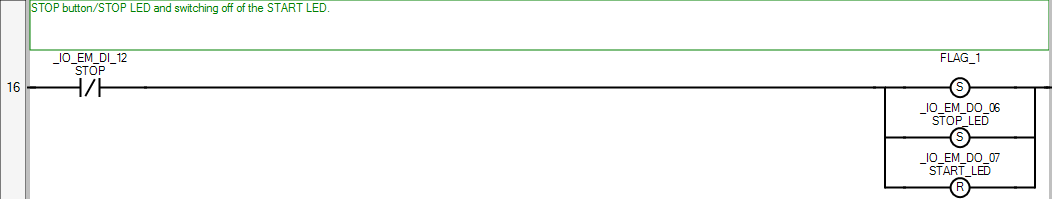 STOP button/STOP LED and switching off of the START LED.
_IO_EM_DI_12
STOP
FLAG_1
16
S
_IO_EM_DO_06
STOP_LED
S
_IO_EM_DO_07
START_LED
R